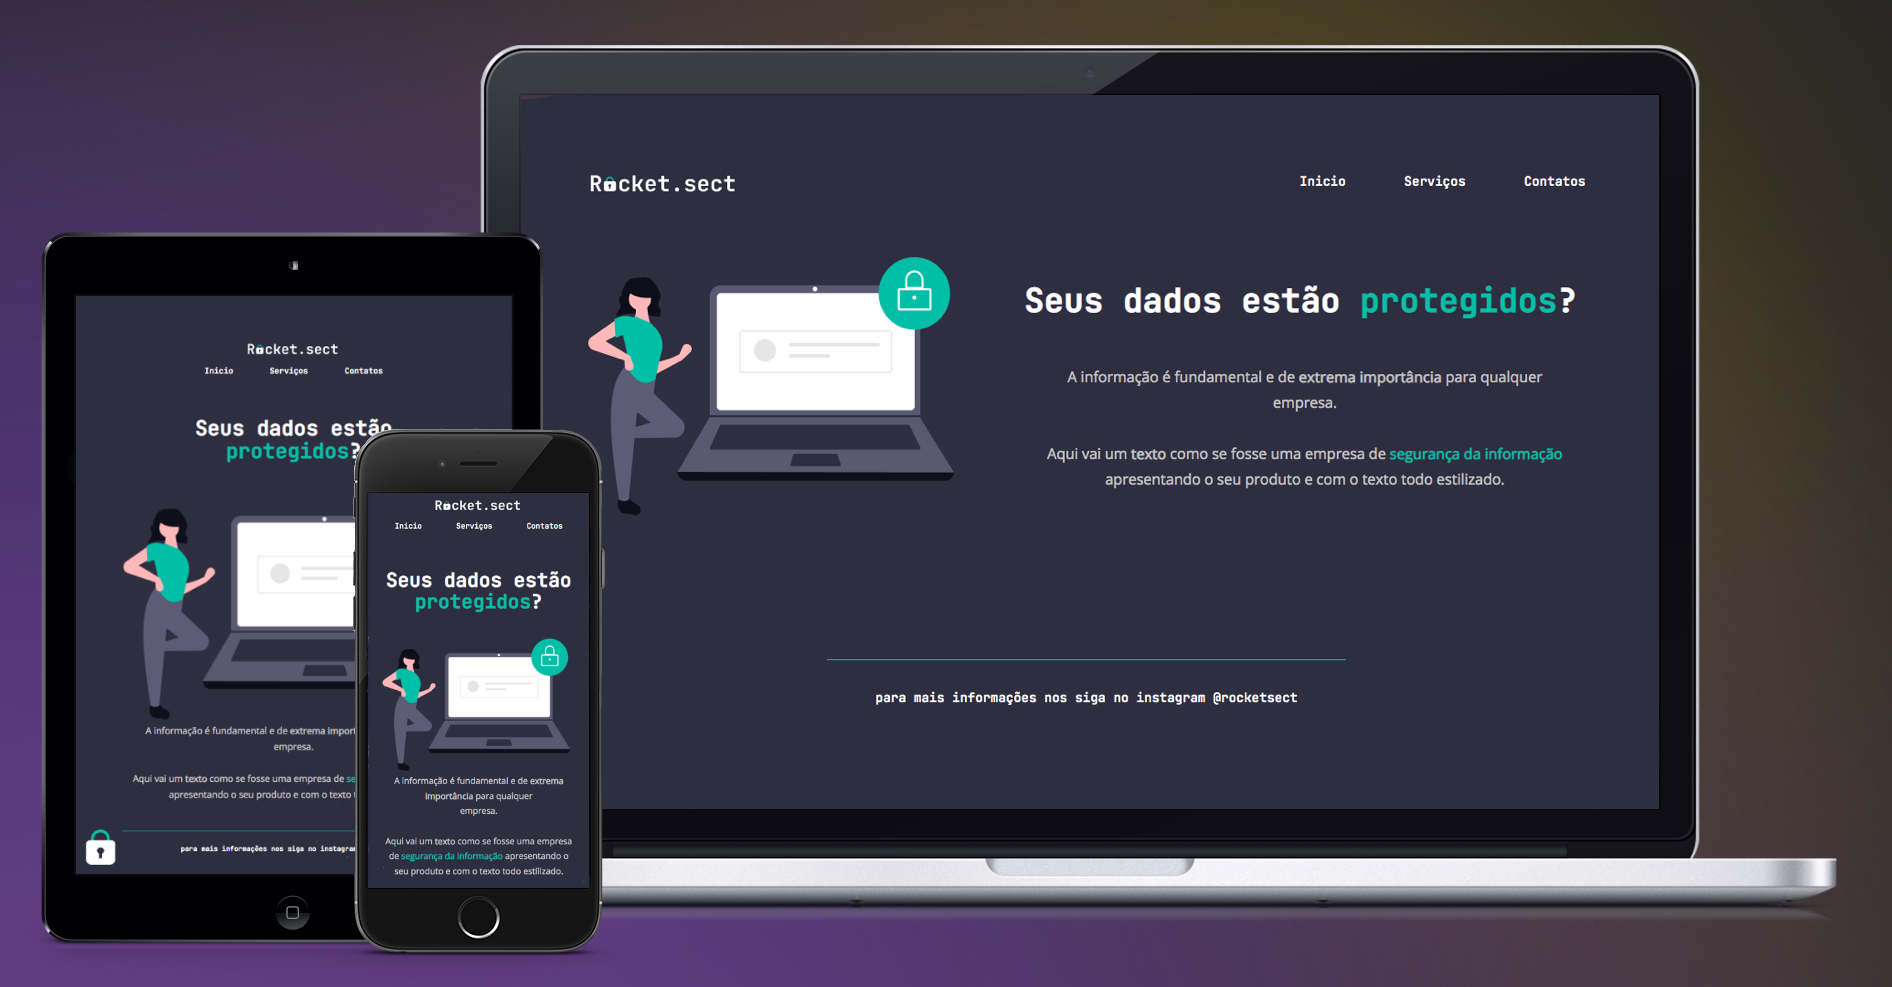 Rocket.sect
Inicio Serviços Contatos
Seus dados estão protegidos?
A informação é fundamental e de extrema importância para qualquer
empresa.
Aqui vai um texto como se fosse uma empresa de segurança da informação
apresentando o seu produto e com o texto todo estilizado.
para mais informações nos siga no instagram @rocketsect
Rocket.sect
Inicio Serviços Contatos
Seus dados estão
protegidos?
A informação é fundamental e de extrema impor
empresa.
Aqui vai um texto como se fosse uma empresa de se
apresentando o seu produto e com o texto
para mais informações nos siga no instagram
Rocket.sect
Inicio Serviços Contatos
Seus dados estão
protegidos?
A informação é fundamental e de extrema
importância para qualquer
empresa.
Aqui vai um texto como se fosse uma empresa
de segurança da informação apresentando o
seu produto e com o texto todo estilizado.